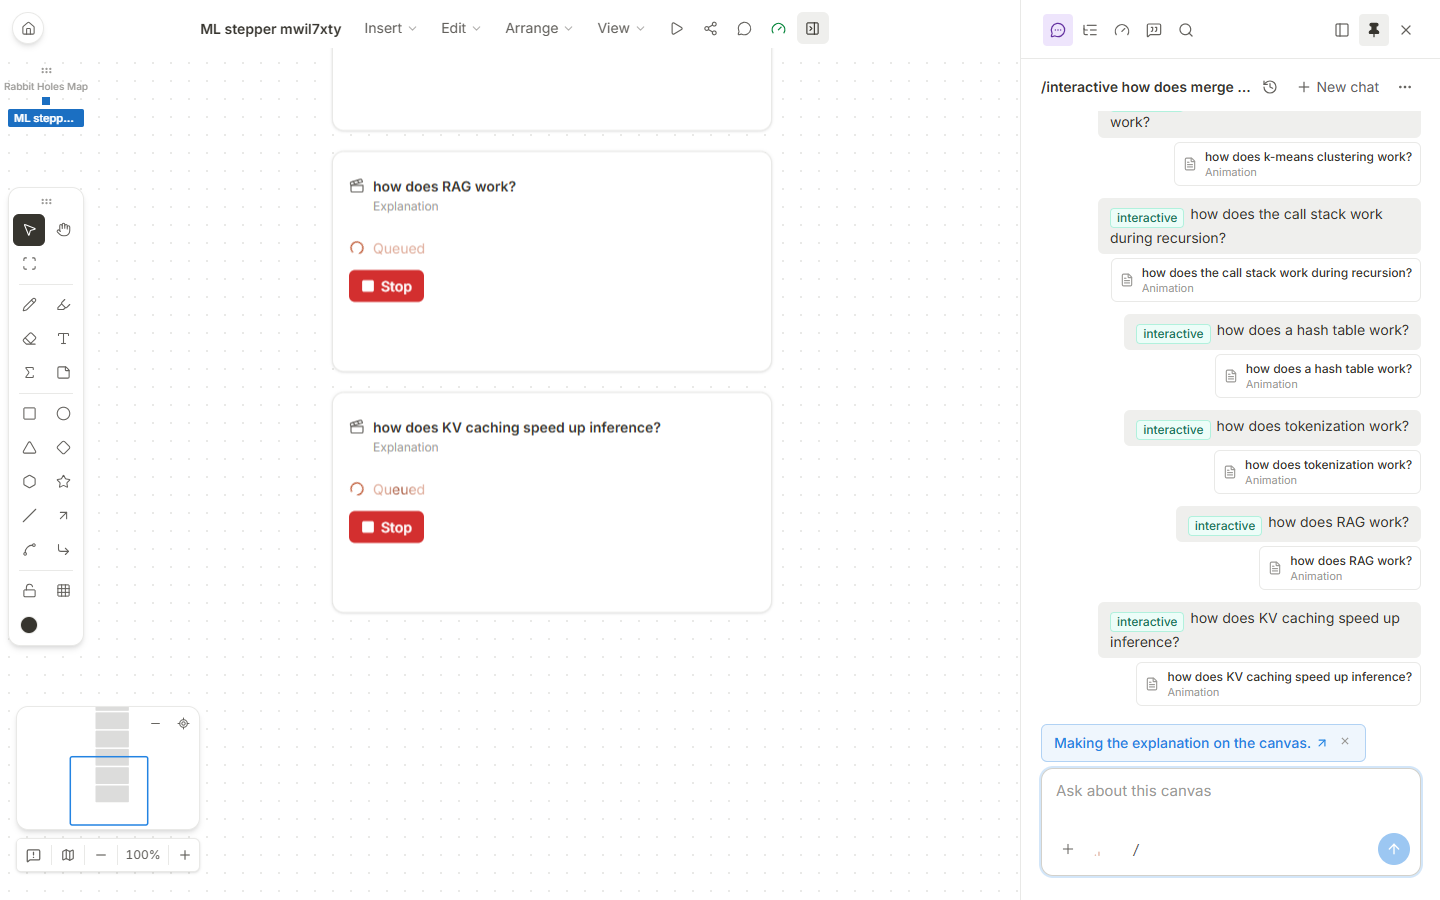 ML stepper mwil7xty
Insert
Edit
Arrange
View
Rabbit Holes Map
ML stepp...
how does RAG work?
Explanation
Queued
Stop
how does KV caching speed up inference?
Explanation
Queued
Stop
100%
/interactive how does merge ...
New chat
work?
how does k-means clustering work?
Animation
interactive how does the call stack work
during recursion?
how does the call stack work during recursion?
Animation
interactive how does a hash table work?
how does a hash table work?
Animation
interactive how does tokenization work?
how does tokenization work?
Animation
interactive how does RAG work?
how does RAG work?
Animation
interactive how does KV caching speed up
inference?
how does KV caching speed up inference?
Animation
Making the explanation on the canvas.
Ask about this canvas
/